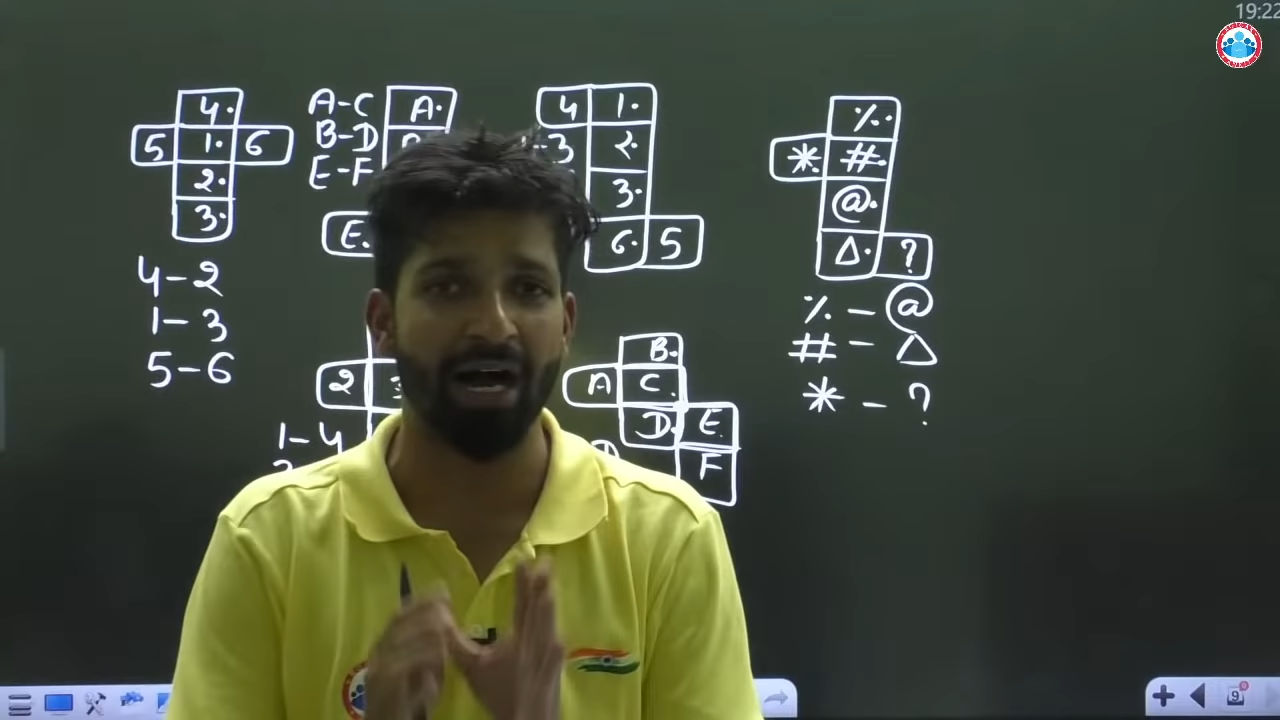 19:22
4.
5 1. 6
2.
3.
4-2
1-3
5-6
A-C
B-D
E-F
A.
E.
4 1.
2.
3.
6. 5
%.
*. #.
@.
Δ. ?
% - @
# - Δ
* - ?
2
1-4
B.
A C.
D. E.
F
9